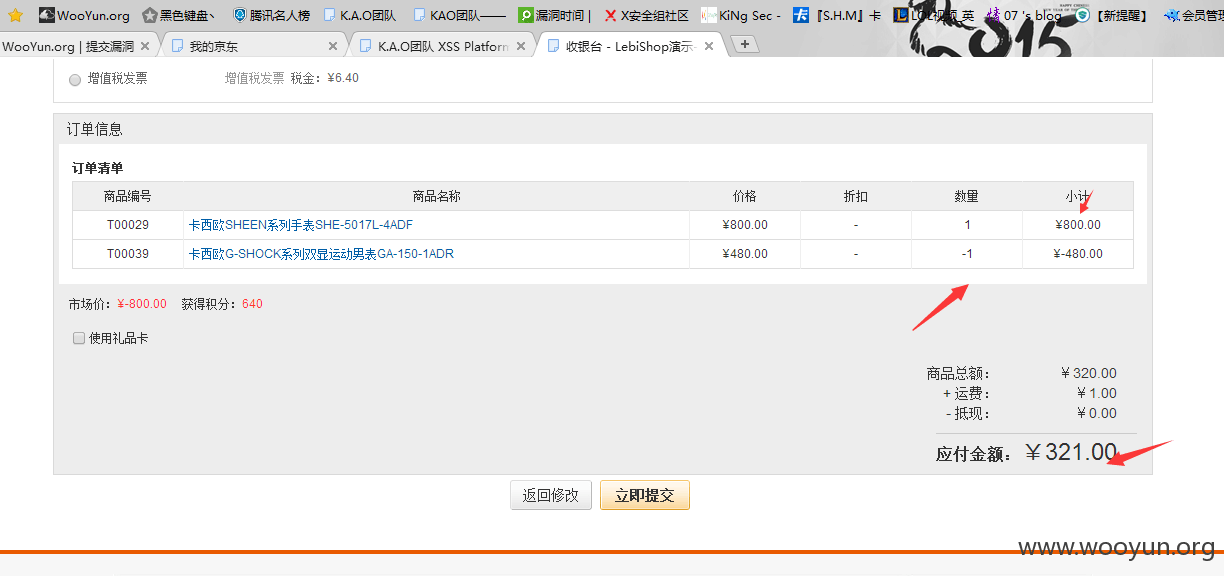 WooYun.org 黑色键盘丶 腾讯名人榜 K.A.O团队 KAO团队—— 漏洞时间 | X安全组社区 KiNg Sec - 『S.H.M』卡 LOL视频 英 07 's blog 【新提醒】 会员管理
WooYun.org | 提交漏洞 我的京东 K.A.O团队 XSS Platform 收银台 - LebiShop演示-
2015
增值税发票 增值税发票 税金：¥6.40
订单信息
订单清单
商品编号 商品名称 价格 折扣 数量 小计
T00029 卡西欧SHEEN系列手表SHE-5017L-4ADF ¥800.00 - 1 ¥800.00
T00039 卡西欧G-SHOCK系列双显运动男表GA-150-1ADR ¥480.00 - -1 ¥-480.00
市场价：¥-800.00 获得积分：640
使用礼品卡
商品总额： ¥ 320.00
+ 运费： ¥ 1.00
- 抵现： ¥ 0.00
应付金额： ¥ 321.00
返回修改 立即提交
www.wooyun.org